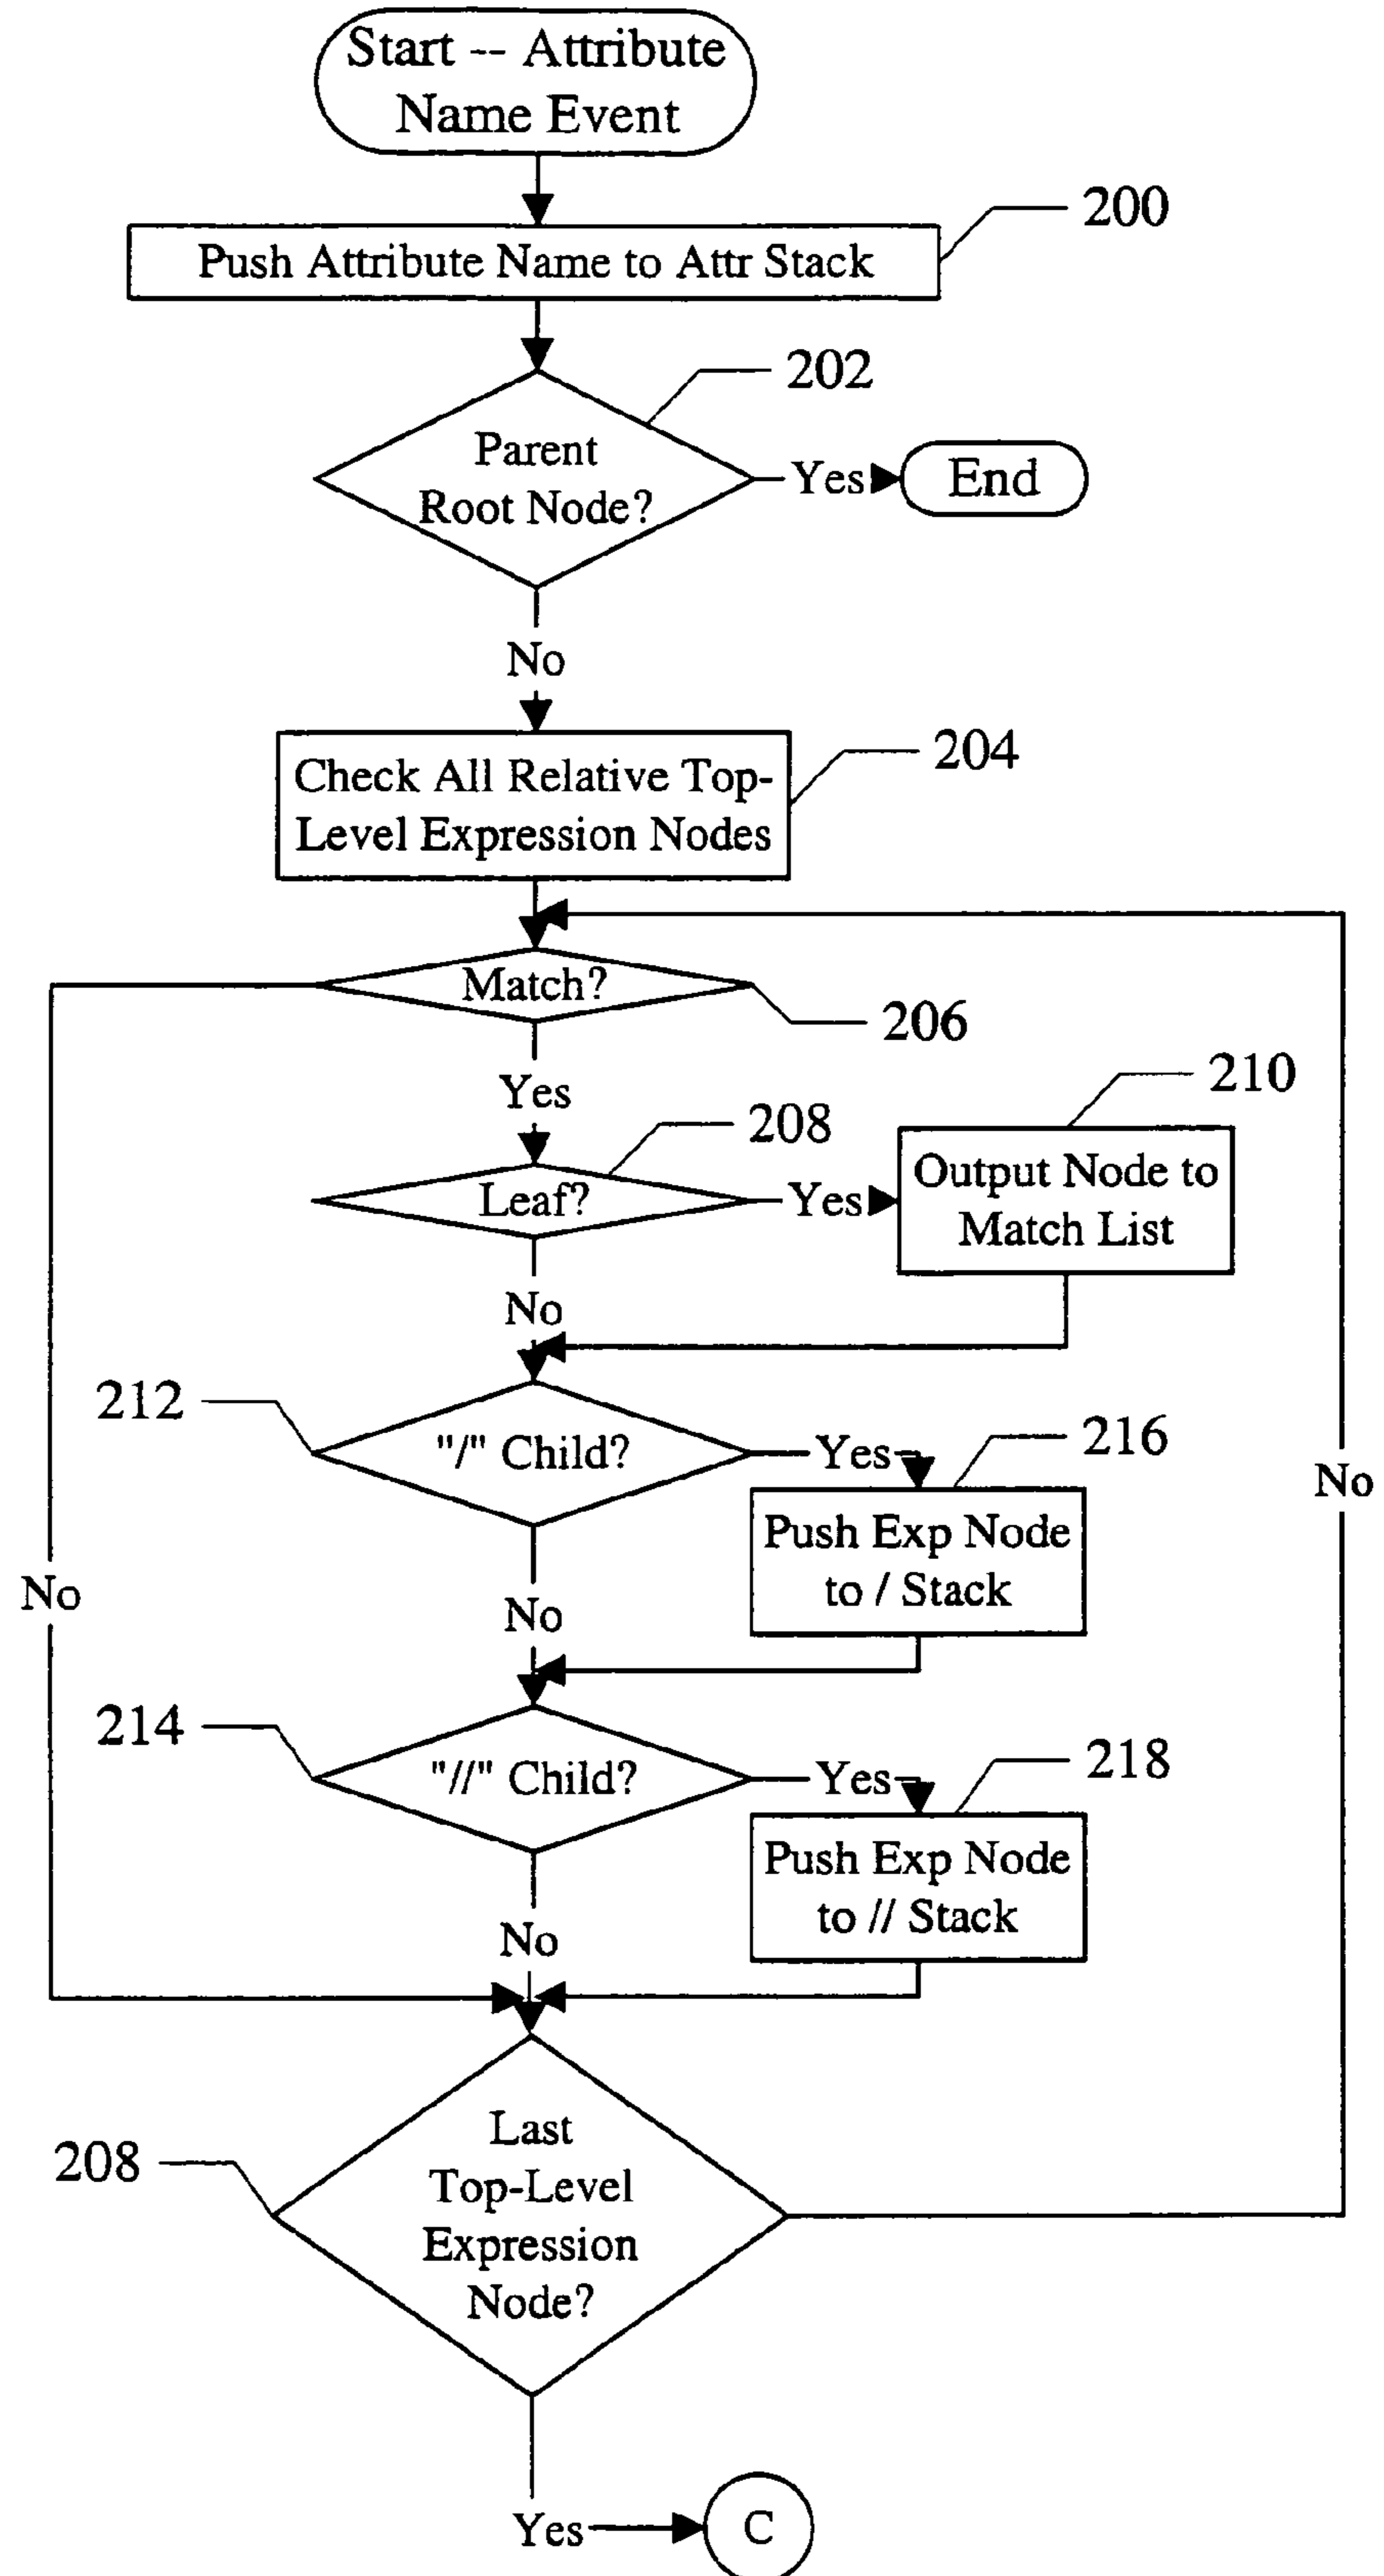 Start -- Attribute
Name Event
200
Push Attribute Name to Attr Stack
202
Parent
Root Node?
Yes
End
No
204
Check All Relative Top-
Level Expression Nodes
Match?
206
Yes
210
208
Output Node to
Match List
Leaf?
Yes
No
212
"/" Child?
Yes
216
No
Push Exp Node
to / Stack
No
No
214
"//" Child?
Yes
218
Push Exp Node
to // Stack
No
Last
Top-Level
Expression
Node?
208
Yes
C